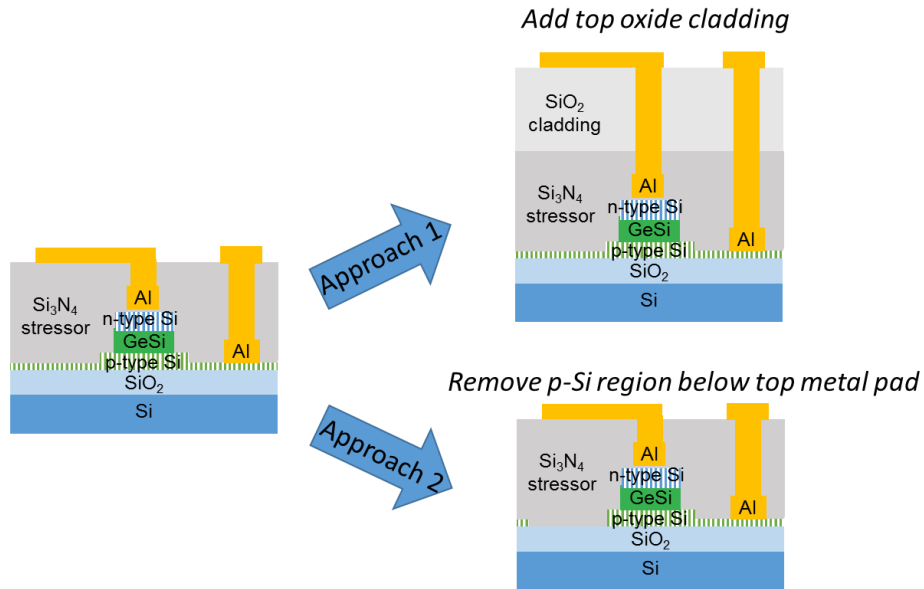 Add top oxide cladding
SiO₂
cladding
Si₃N₄
stressor
Al
n-type Si
GeSi
p-type Si
Al
SiO₂
Si
Approach 1
Si₃N₄
stressor
Al
n-type Si
GeSi
p-type Si
Al
SiO₂
Si
Approach 2
Remove p-Si region below top metal pad
Si₃N₄
stressor
Al
n-type Si
GeSi
p-type Si
Al
SiO₂
Si